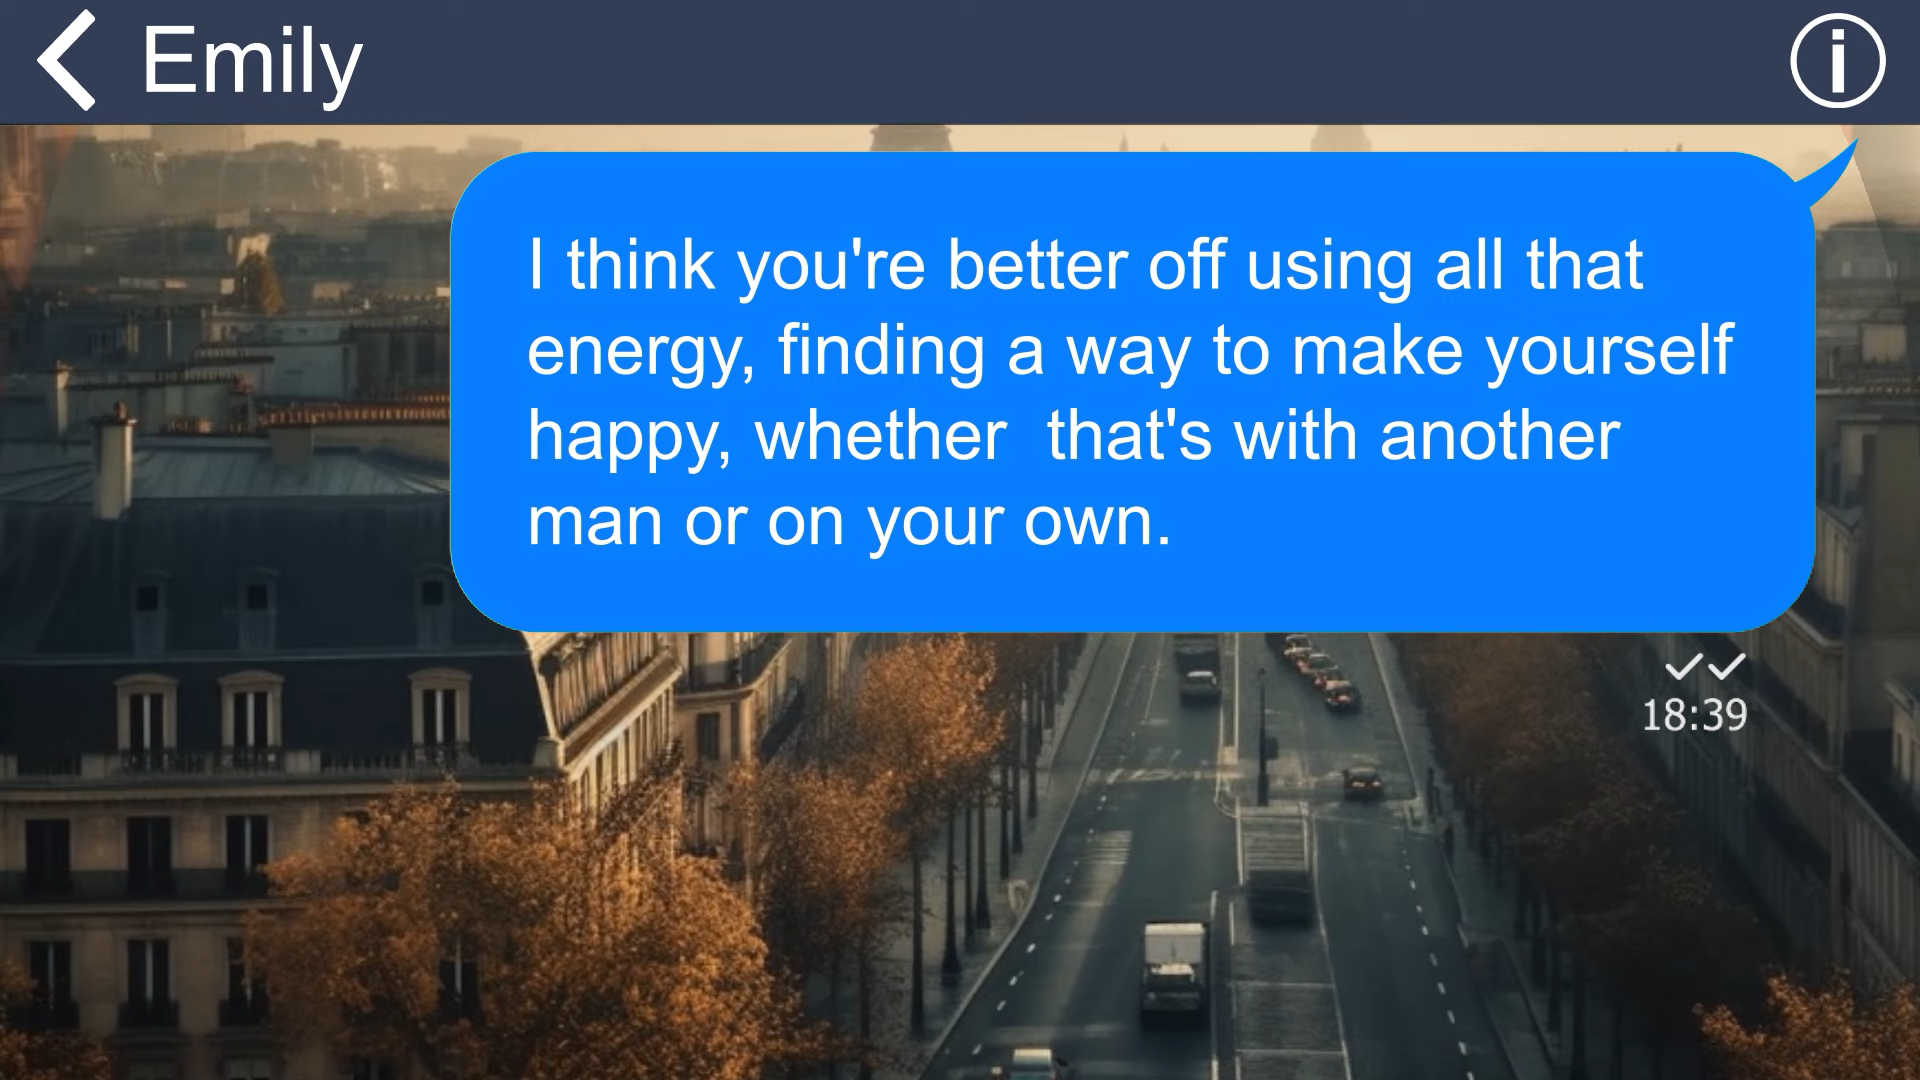 Emily
I think you're better off using all that
energy, finding a way to make yourself
happy, whether  that's with another
man or on your own.
18:39